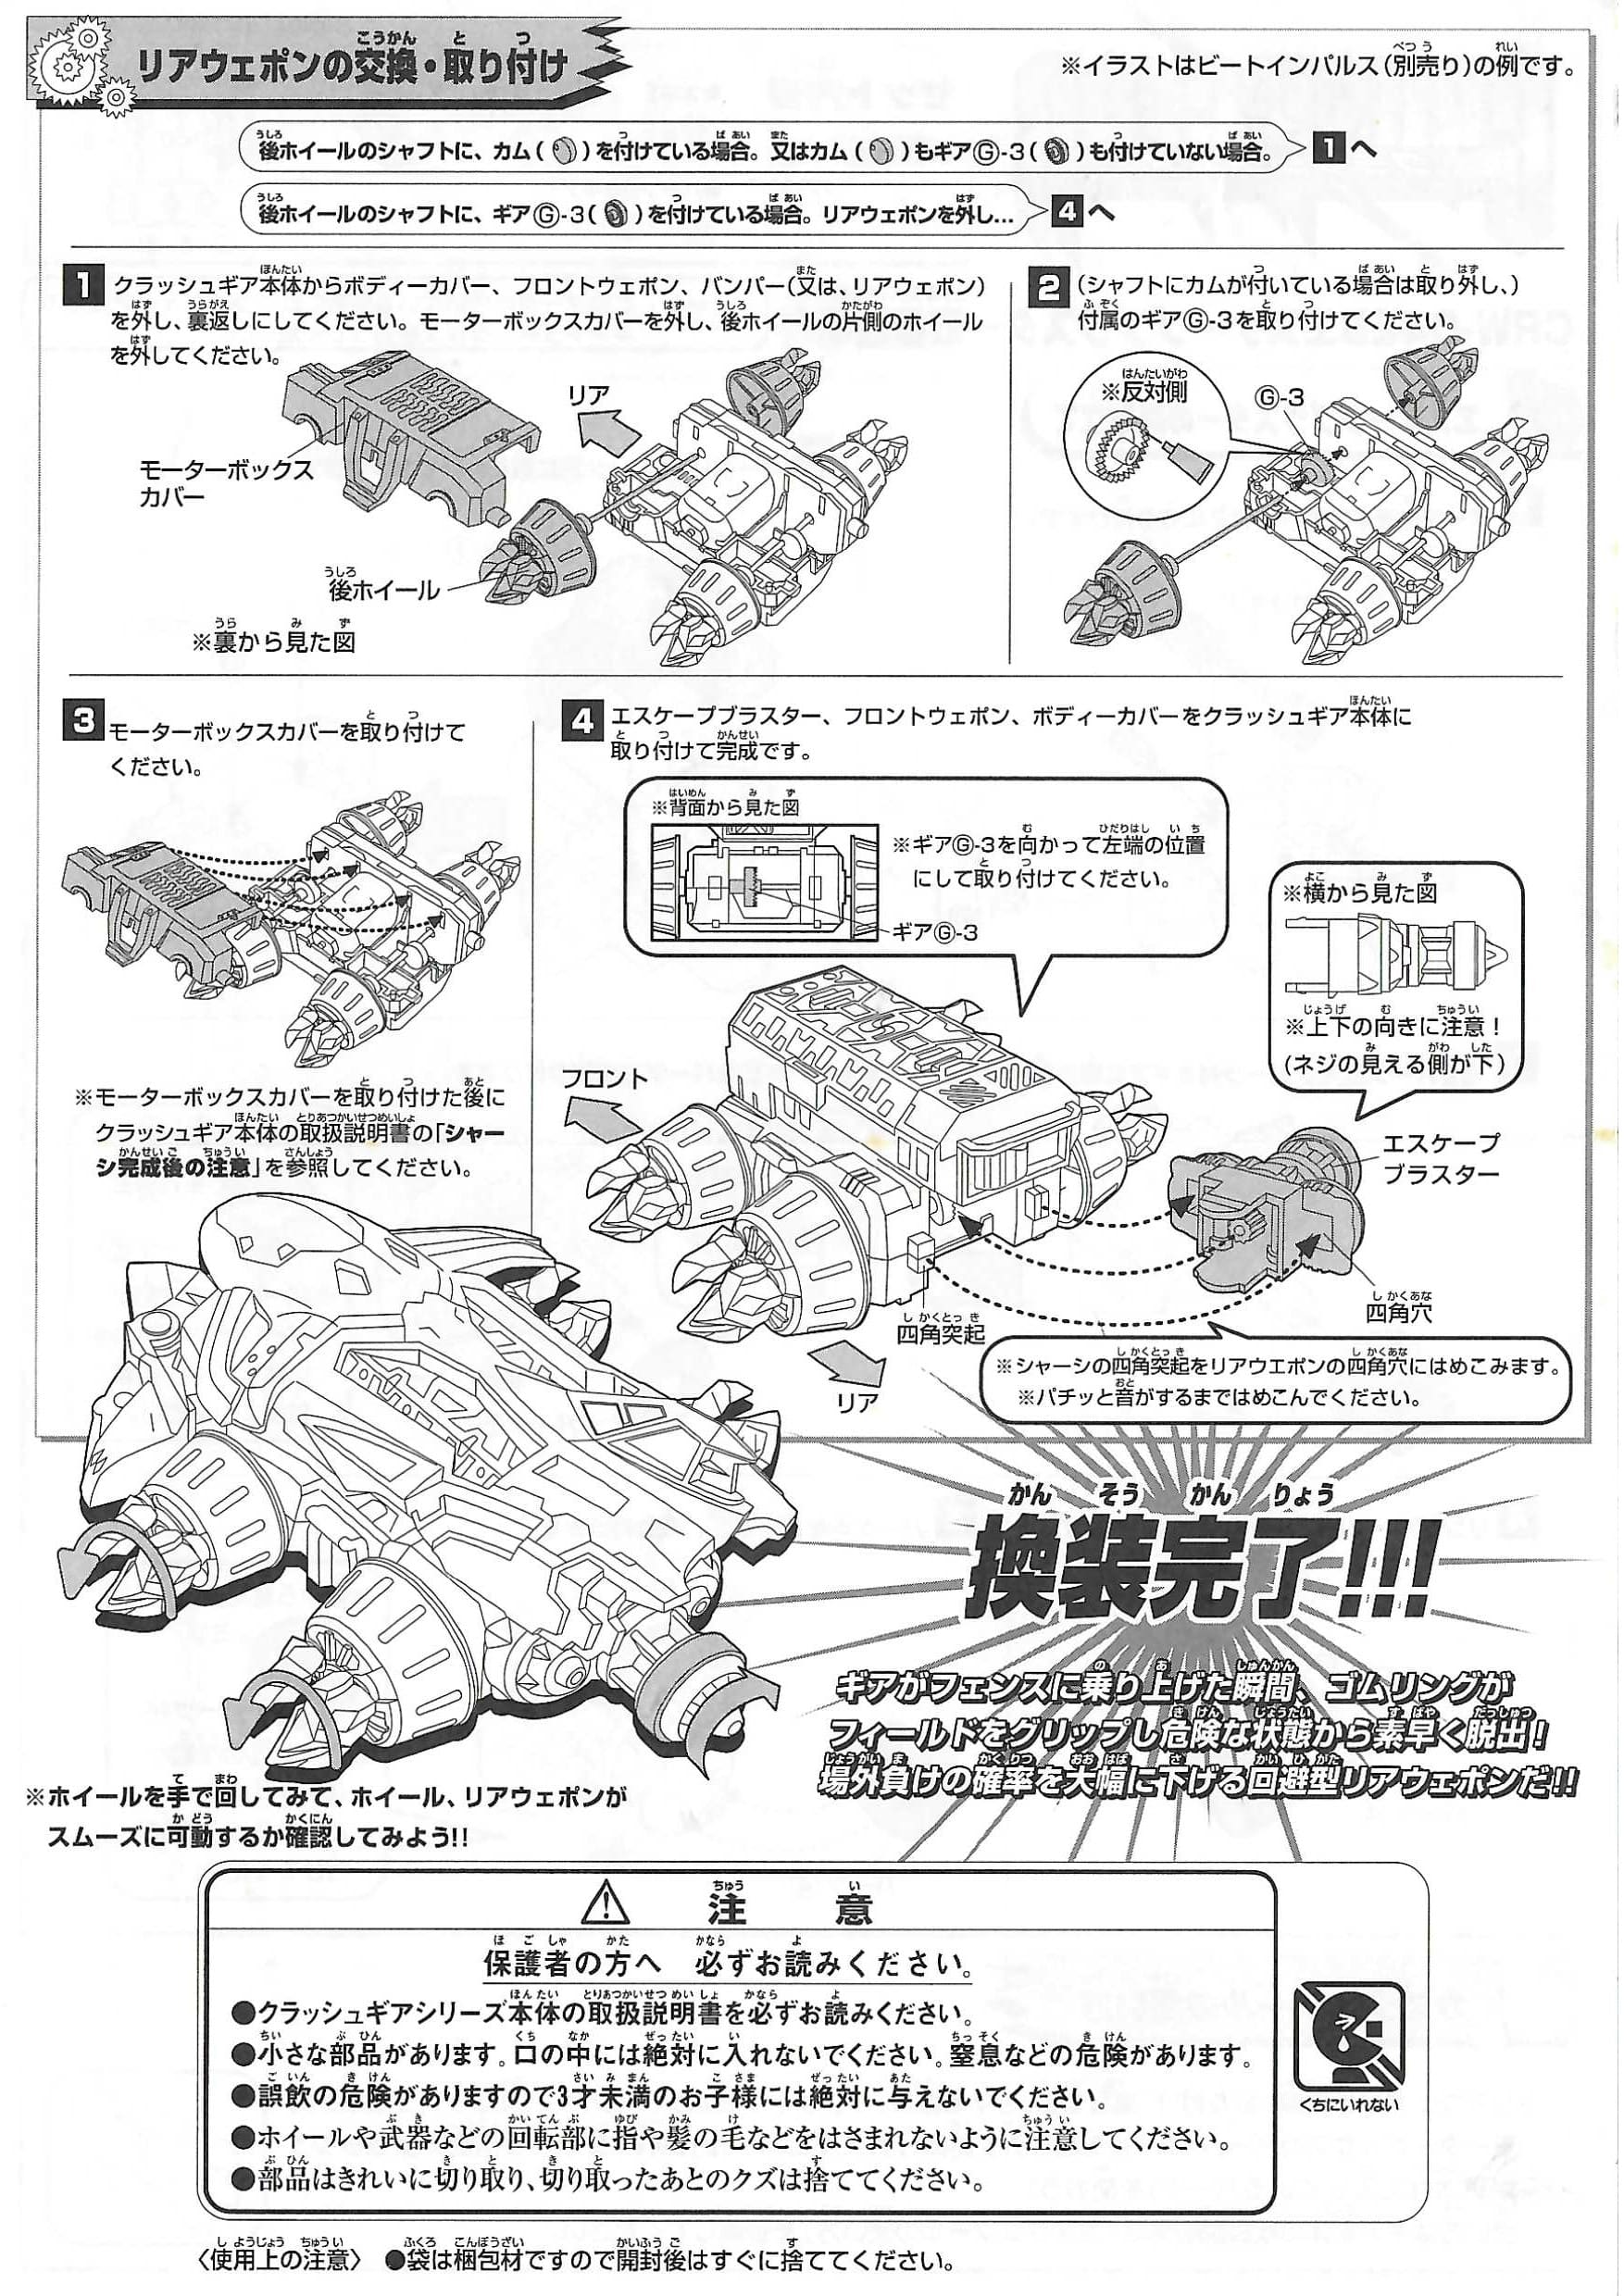 リアウェポンの交換・取り付け
※イラストはビートインパルス(別売り)の例です。
後ホイールのシャフトに、カム( )を付けている場合。又はカム( )もギアⒼ-3( )も付けていない場合。 1へ
後ホイールのシャフトに、ギアⒼ-3( )を付けている場合。リアウェポンを外し… 4へ
1 クラッシュギア本体からボディーカバー、フロントウェポン、バンパー(又は、リアウェポン)
を外し、裏返しにしてください。モーターボックスカバーを外し、後ホイールの片側のホイール
を外してください。
リア
モーターボックス
カバー
後ホイール
※裏から見た図
2 (シャフトにカムが付いている場合は取り外し、)
付属のギアⒼ-3を取り付けてください。
※反対側
Ⓖ-3
3 モーターボックスカバーを取り付けて
ください。
※モーターボックスカバーを取り付けた後に
クラッシュギア本体の取扱説明書の「シャー
シ完成後の注意」を参照してください。
4 エスケープブラスター、フロントウェポン、ボディーカバーをクラッシュギア本体に
取り付けて完成です。
※背面から見た図
※ギアⒼ-3を向かって左端の位置
にして取り付けてください。
ギアⒼ-3
※横から見た図
※上下の向きに注意!
(ネジの見える側が下)
フロント
エスケープ
ブラスター
四角穴
四角突起
リア
※シャーシの四角突起をリアウエポンの四角穴にはめこみます。
※パチッと音がするまではめこんでください。
換装完了!!!
ギアがフェンスに乗り上げた瞬間、ゴムリングが
フィールドをグリップし危険な状態から素早く脱出!
場外負けの確率を大幅に下げる回避型リアウェポンだ!!
※ホイールを手で回してみて、ホイール、リアウェポンが
スムーズに可動するか確認してみよう!!
注意
保護者の方へ 必ずお読みください。
●クラッシュギアシリーズ本体の取扱説明書を必ずお読みください。
●小さな部品があります。口の中には絶対に入れないでください。窒息などの危険があります。
●誤飲の危険がありますので3才未満のお子様には絶対に与えないでください。
●ホイールや武器などの回転部に指や髪の毛などをはさまれないように注意してください。
●部品はきれいに切り取り、切り取ったあとのクズは捨ててください。
くちにいれない
〈使用上の注意〉 ●袋は梱包材ですので開封後はすぐに捨ててください。